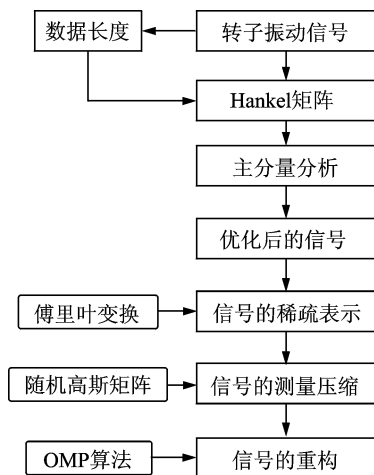 数据长度
转子振动信号
Hankel矩阵
主分量分析
优化后的信号
傅里叶变换
信号的稀疏表示
随机高斯矩阵
信号的测量压缩
OMP算法
信号的重构